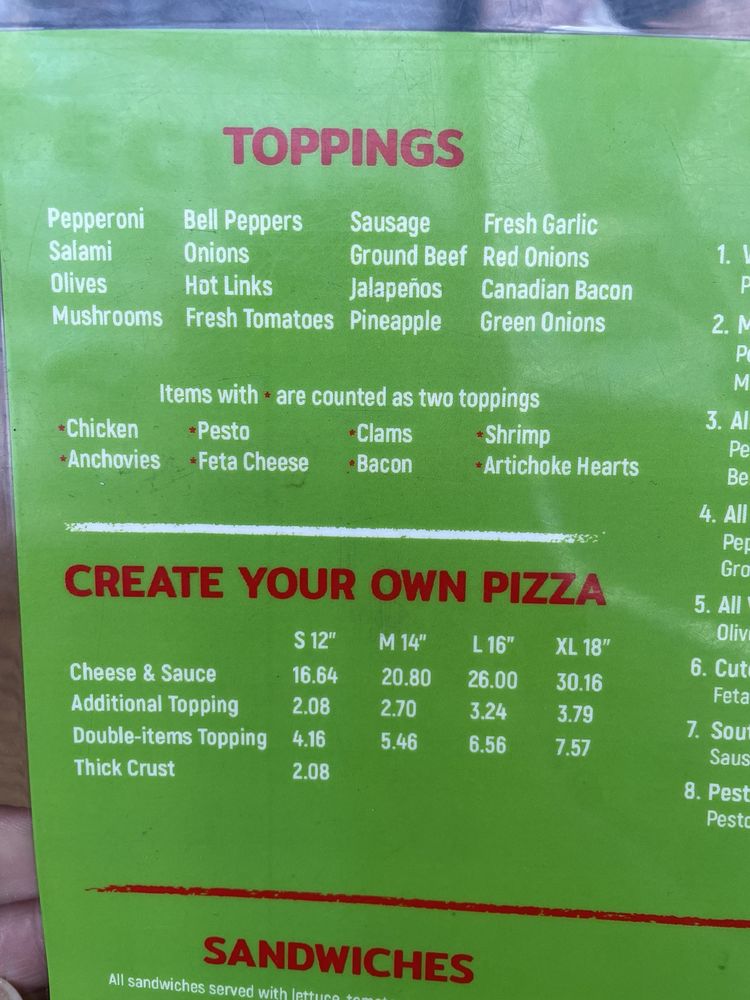 TOPPINGS
Pepperoni Bell Peppers Sausage Fresh Garlic
Salami Onions Ground Beef Red Onions
Olives Hot Links Jalapeños Canadian Bacon
Mushrooms Fresh Tomatoes Pineapple Green Onions
Items with * are counted as two toppings
*Chicken *Pesto *Clams *Shrimp
*Anchovies *Feta Cheese *Bacon *Artichoke Hearts
CREATE YOUR OWN PIZZA
S 12" M 14" L 16" XL 18"
Cheese & Sauce 16.64 20.80 26.00 30.16
Additional Topping 2.08 2.70 3.24 3.79
Double-items Topping 4.16 5.46 6.56 7.57
Thick Crust 2.08
SANDWICHES
All sandwiches served with lettuce,
1.
2.
3.
4. All
5. All
6.
Feta
7.
8. Pest